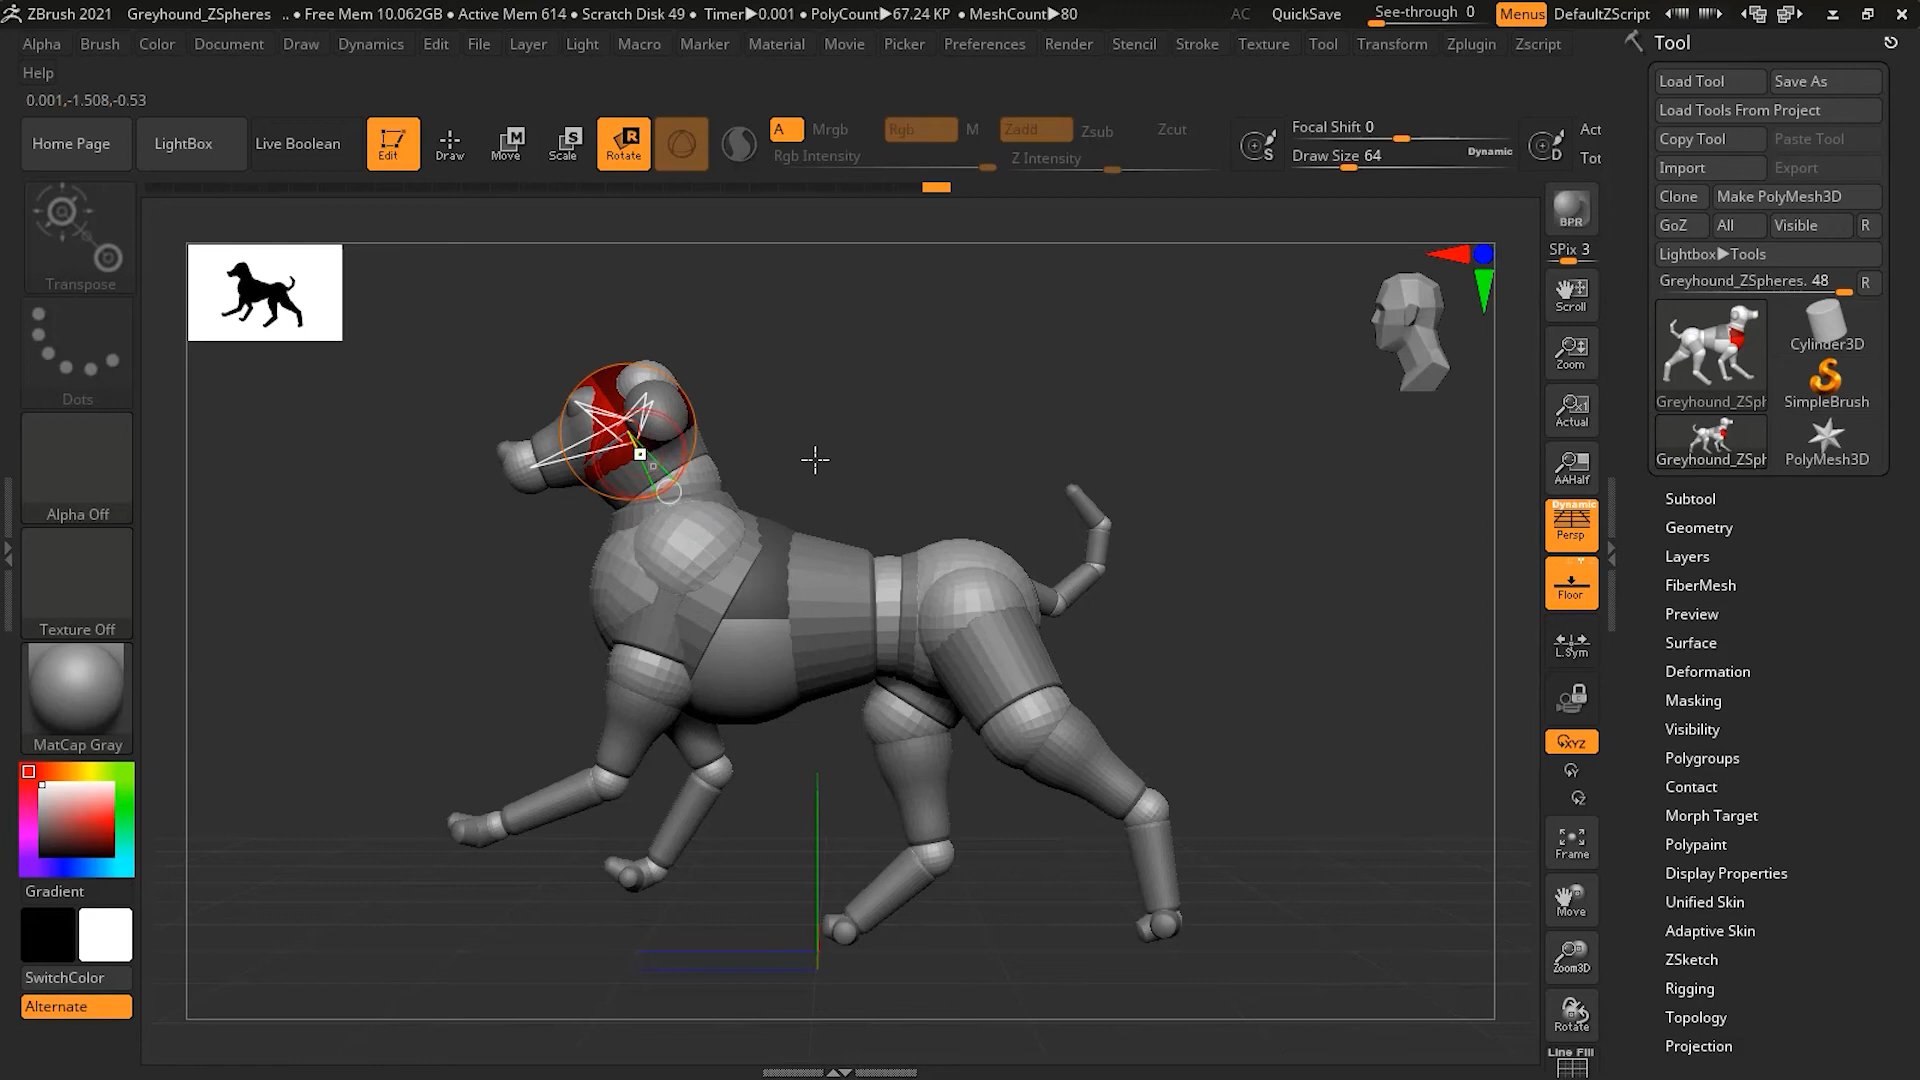 ZBrush 2021 Greyhound_ZSpheres .. • Free Mem 10.062GB • Active Mem 614 • Scratch Disk 49 • Timer▶0.001 • PolyCount▶67.24 KP • MeshCount▶80 AC QuickSave See-through 0 Menus DefaultZScript
Alpha Brush Color Document Draw Dynamics Edit File Layer Light Macro Marker Material Movie Picker Preferences Render Stencil Stroke Texture Tool Transform Zplugin Zscript
Help
0.001,-1.508,-0.53
Home Page LightBox Live Boolean Edit Draw Move Scale Rotate
M S R
A Mrgb Rgb M Zadd Zsub Zcut
Rgb Intensity Z Intensity
S Focal Shift 0
Draw Size 64 Dynamic
D Act
Tot
Transpose
Dots
Alpha Off
Texture Off
MatCap Gray
Gradient
SwitchColor
Alternate
BPR
SPix 3
Scroll
Zoom
Actual
AAHalf
Dynamic
Persp
Floor
L.Sym
XYZ
Y
Z
Frame
Move
Zoom3D
Rotate
Line Fill
Tool
Load Tool Save As
Load Tools From Project
Copy Tool Paste Tool
Import Export
Clone Make PolyMesh3D
GoZ All Visible R
Lightbox▶Tools
Greyhound_ZSpheres. 48 R
Cylinder3D
Greyhound_ZSph SimpleBrush
Greyhound_ZSph PolyMesh3D
Subtool
Geometry
Layers
FiberMesh
Preview
Surface
Deformation
Masking
Visibility
Polygroups
Contact
Morph Target
Polypaint
Display Properties
Unified Skin
Adaptive Skin
ZSketch
Rigging
Topology
Projection